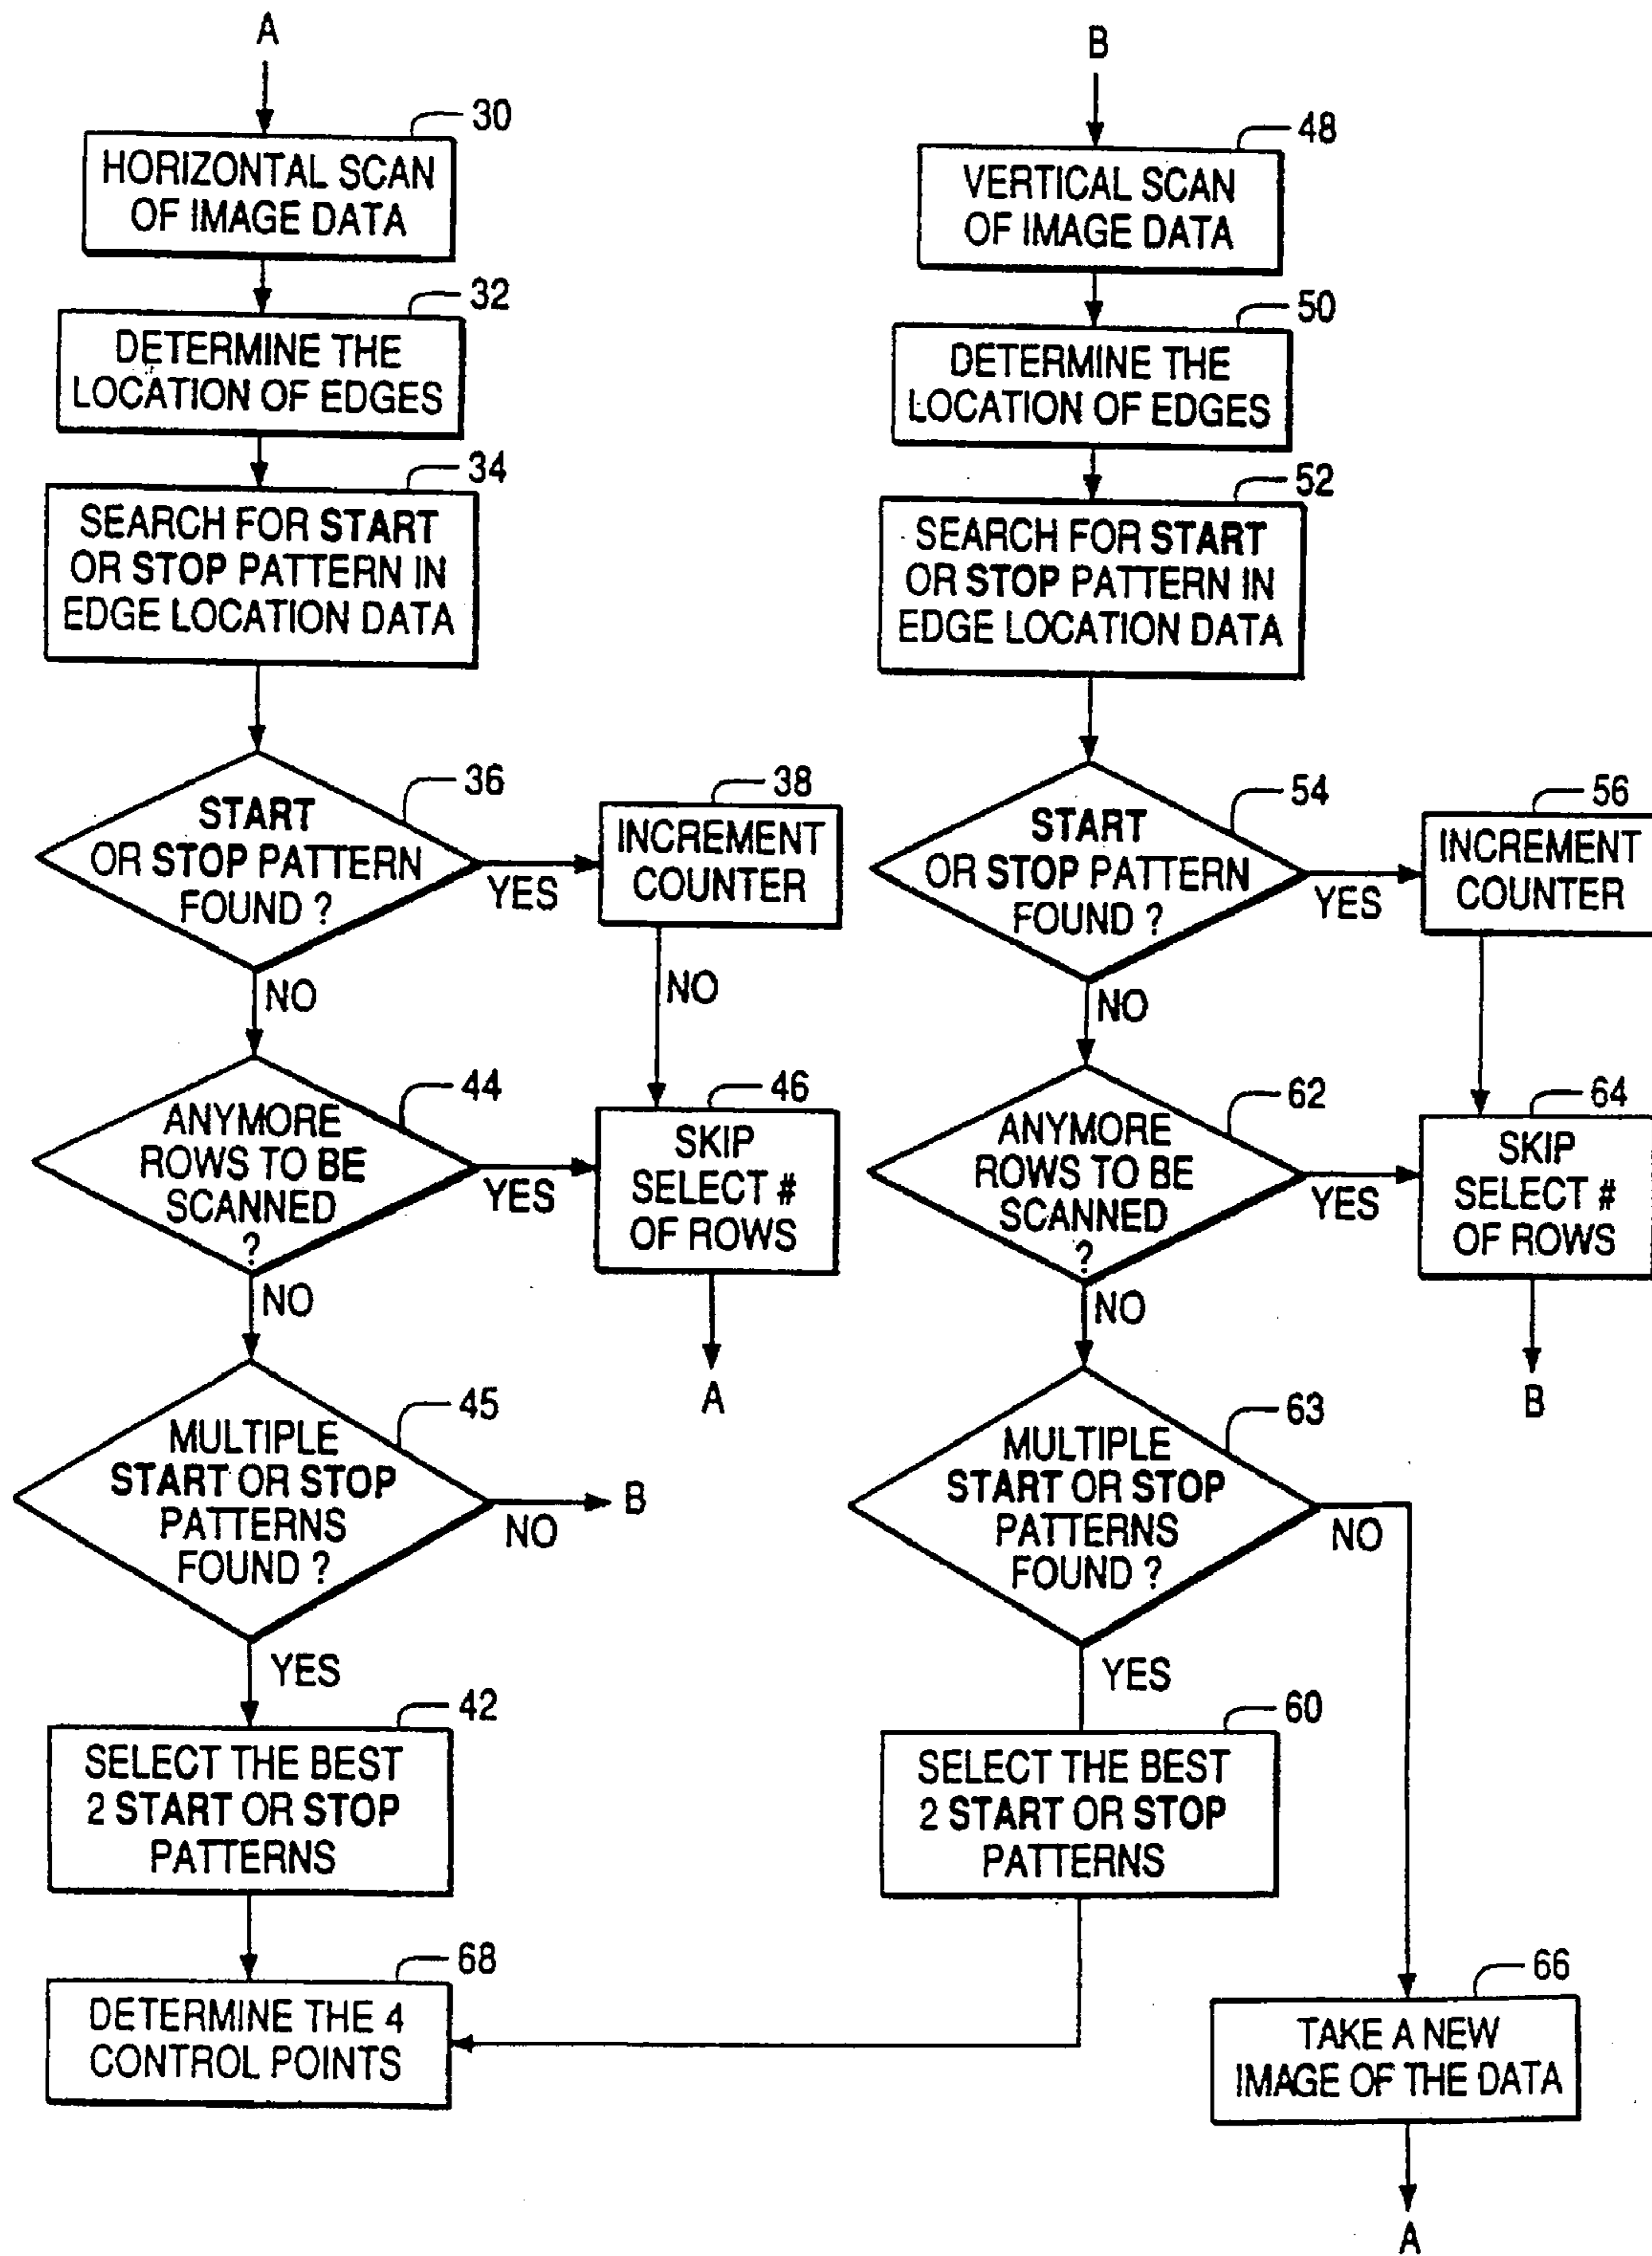 A
30
HORIZONTAL SCAN
OF IMAGE DATA
32
DETERMINE THE
LOCATION OF EDGES
34
SEARCH FOR START
OR STOP PATTERN IN
EDGE LOCATION DATA
36
START
OR STOP PATTERN
FOUND ?
YES
38
INCREMENT
COUNTER
NO
NO
44
ANYMORE
ROWS TO BE
SCANNED
?
YES
46
SKIP
SELECT #
OF ROWS
A
NO
45
MULTIPLE
START OR STOP
PATTERNS
FOUND ?
NO
B
YES
42
SELECT THE BEST
2 START OR STOP
PATTERNS
68
DETERMINE THE 4
CONTROL POINTS
B
48
VERTICAL SCAN
OF IMAGE DATA
50
DETERMINE THE
LOCATION OF EDGES
52
SEARCH FOR START
OR STOP PATTERN IN
EDGE LOCATION DATA
54
START
OR STOP PATTERN
FOUND ?
YES
56
INCREMENT
COUNTER
NO
62
ANYMORE
ROWS TO BE
SCANNED
?
YES
64
SKIP
SELECT #
OF ROWS
B
NO
63
MULTIPLE
START OR STOP
PATTERNS
FOUND ?
NO
YES
60
SELECT THE BEST
2 START OR STOP
PATTERNS
66
TAKE A NEW
IMAGE OF THE DATA
A